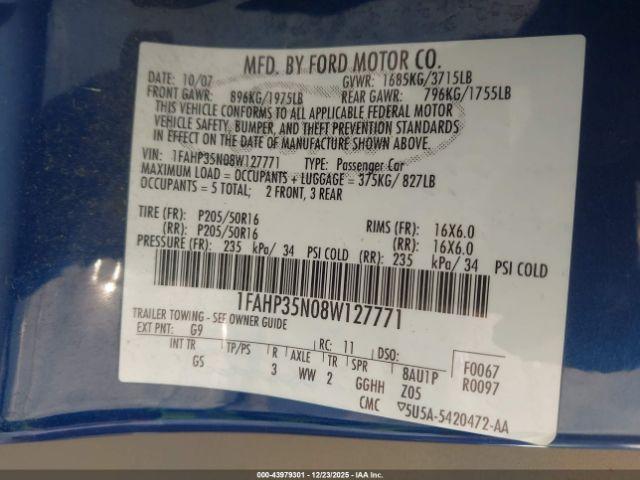 MFD. BY FORD MOTOR CO.
DATE: 10/07 GVWR: 1685KG/3715LB
FRONT GAWR: 896KG/1975LB REAR GAWR: 796KG/1755LB
THIS VEHICLE CONFORMS TO ALL APPLICABLE FEDERAL MOTOR
VEHICLE SAFETY, BUMPER, AND THEFT PREVENTION STANDARDS
IN EFFECT ON THE DATE OF MANUFACTURE SHOWN ABOVE.
VIN: 1FAHP35N08W127771 TYPE: PASSENGER CAR
MAXIMUM LOAD = OCCUPANTS + LUGGAGE = 375KG/ 827LB
OCCUPANTS = 5 TOTAL; 2 FRONT, 3 REAR
TIRE (FR): P205/50R16 RIMS (FR): 16X6.0
(RR): P205/50R16 (RR): 16X6.0
PRESSURE (FR): 235 kPa/ 34 PSI COLD (RR): 235 kPa/ 34 PSI COLD
1FAHP35N08W127771
TRAILER TOWING - SEE OWNER GUIDE
EXT PNT: G9 RC: 11 DSO: F0067
INT TR TP/PS R AXLE TR SPR 8AU1P R0097
GS 3 WW 2 GGHH Z05
CMC ▽5U5A-5420472-AA
000-43979301 - 12/23/2025 - IAA Inc.